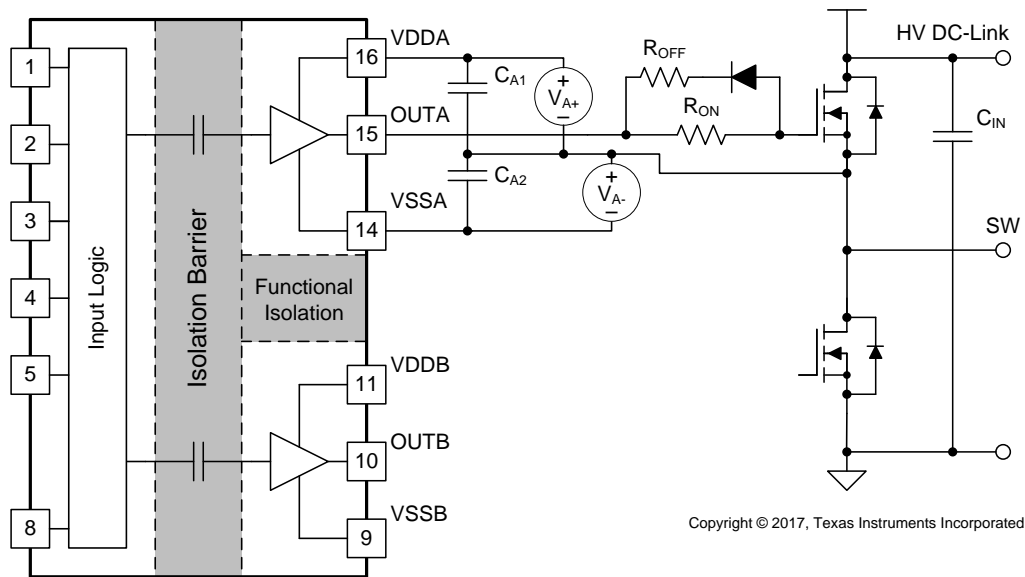 1
2
3
4
5
8
Input Logic
Isolation Barrier
Functional
Isolation
16
15
14
11
10
9
VDDA
OUTA
VSSA
VDDB
OUTB
VSSB
CA1
CA2
+
VA+
–
+
VA-
–
ROFF
RON
HV DC-Link
CIN
SW
Copyright © 2017, Texas Instruments Incorporated